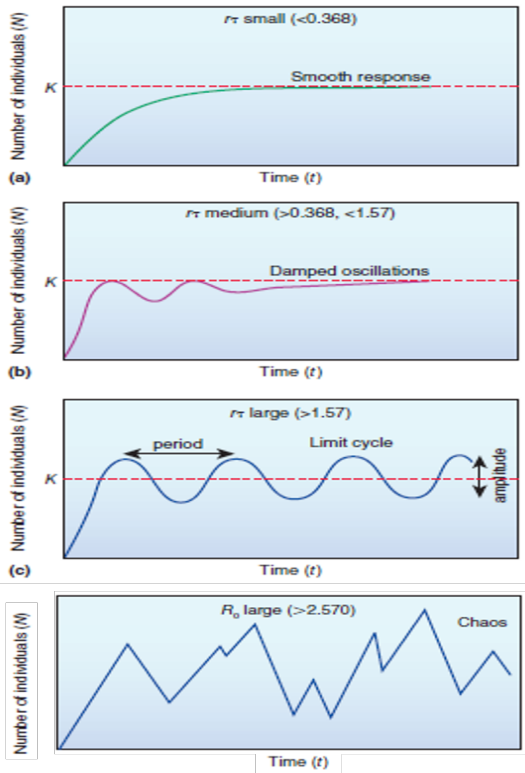 rτ small (<0.368)
Smooth response
K
Number of individuals (N)
(a)
Time (t)
rτ medium (>0.368, <1.57)
Damped oscillations
K
Number of individuals (N)
(b)
Time (t)
rτ large (>1.57)
period
Limit cycle
K
amplitude
Number of individuals (N)
(c)
Time (t)
R₀ large (>2.570)
Chaos
Number of individuals (N)
Time (t)